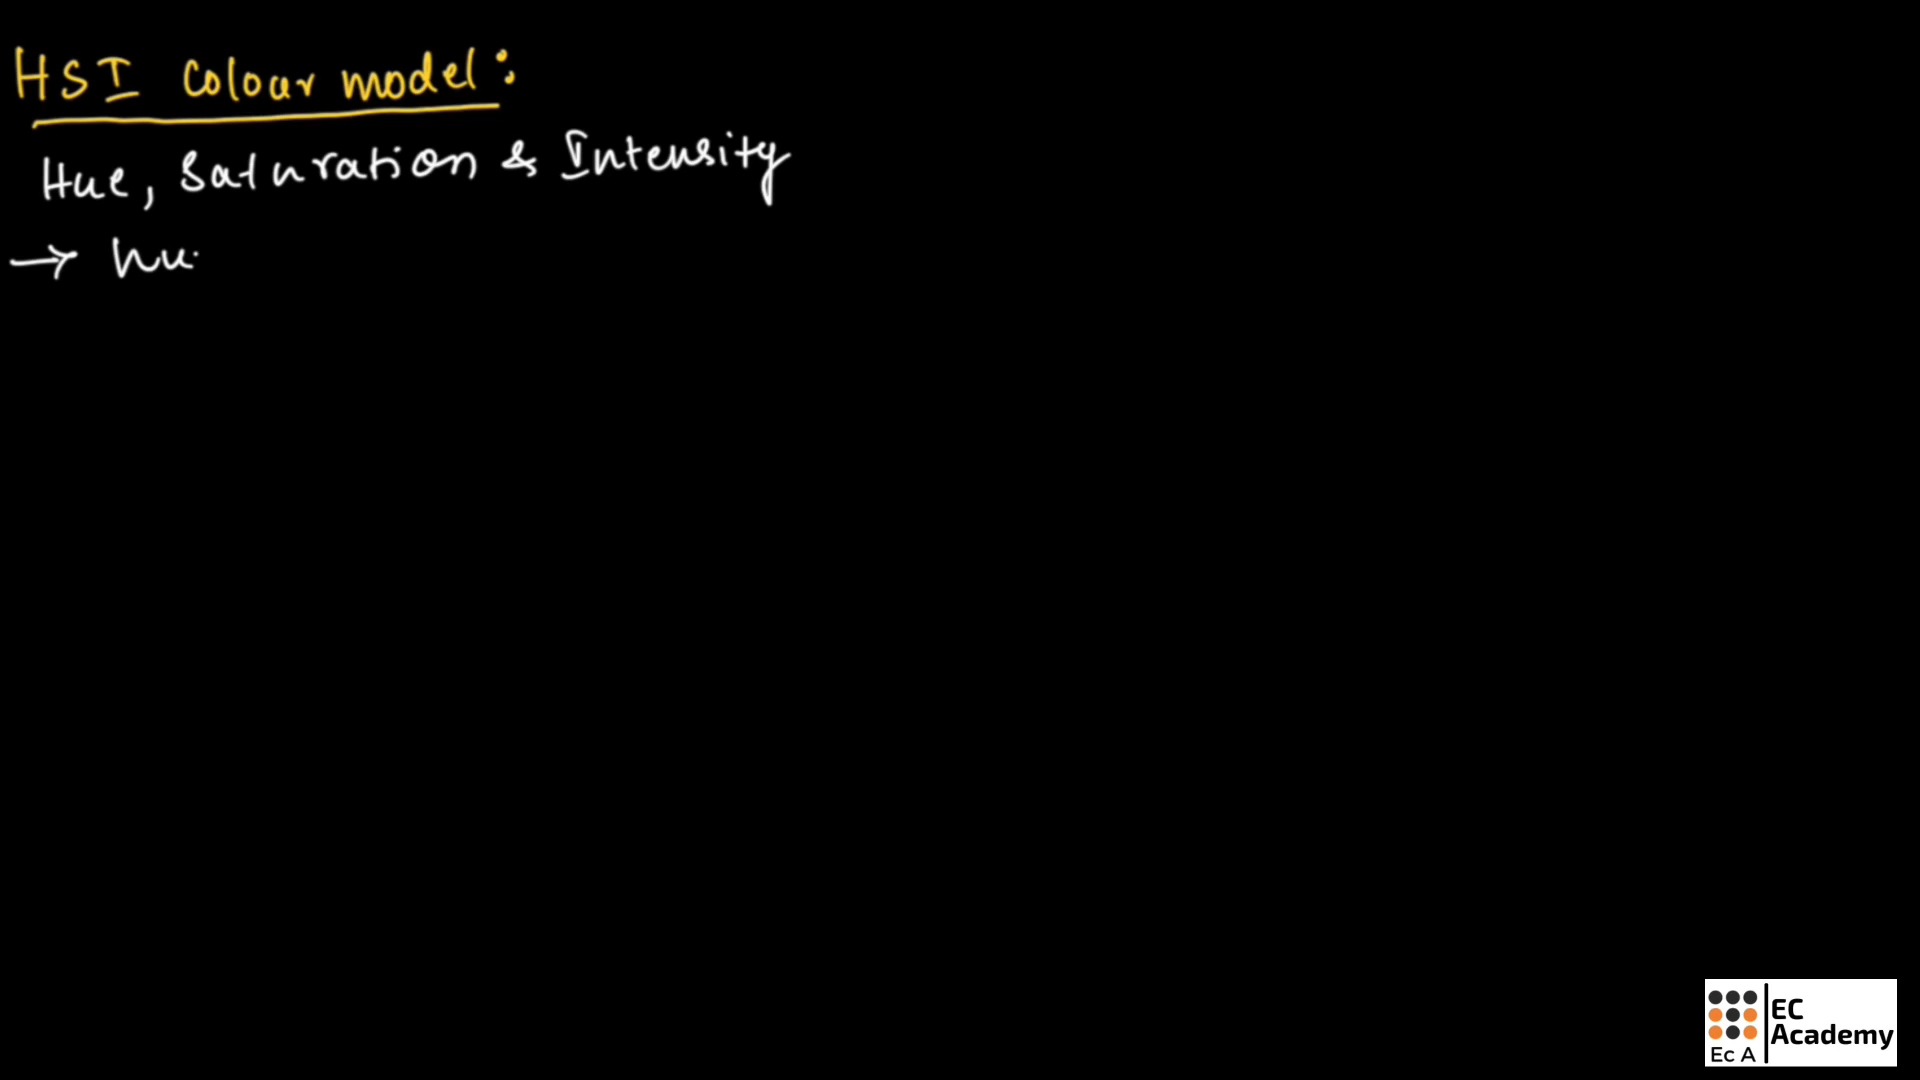 HSI Colour model:
Hue, Saturation & Intensity
→ hu
EC
Academy
Ec A